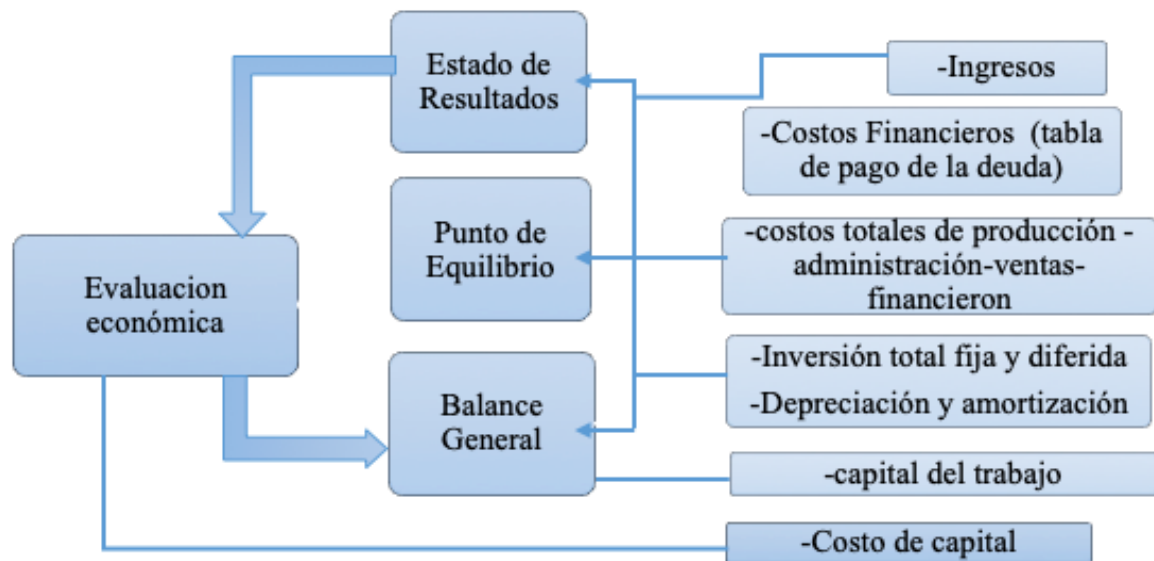 Estado de
Resultados
-Ingresos
-Costos Financieros (tabla
de pago de la deuda)
Punto de
Equilibrio
-costos totales de producción -
administración-ventas-
financieron
Evaluacion
económica
-Inversión total fija y diferida
-Depreciación y amortización
Balance
General
-capital del trabajo
-Costo de capital